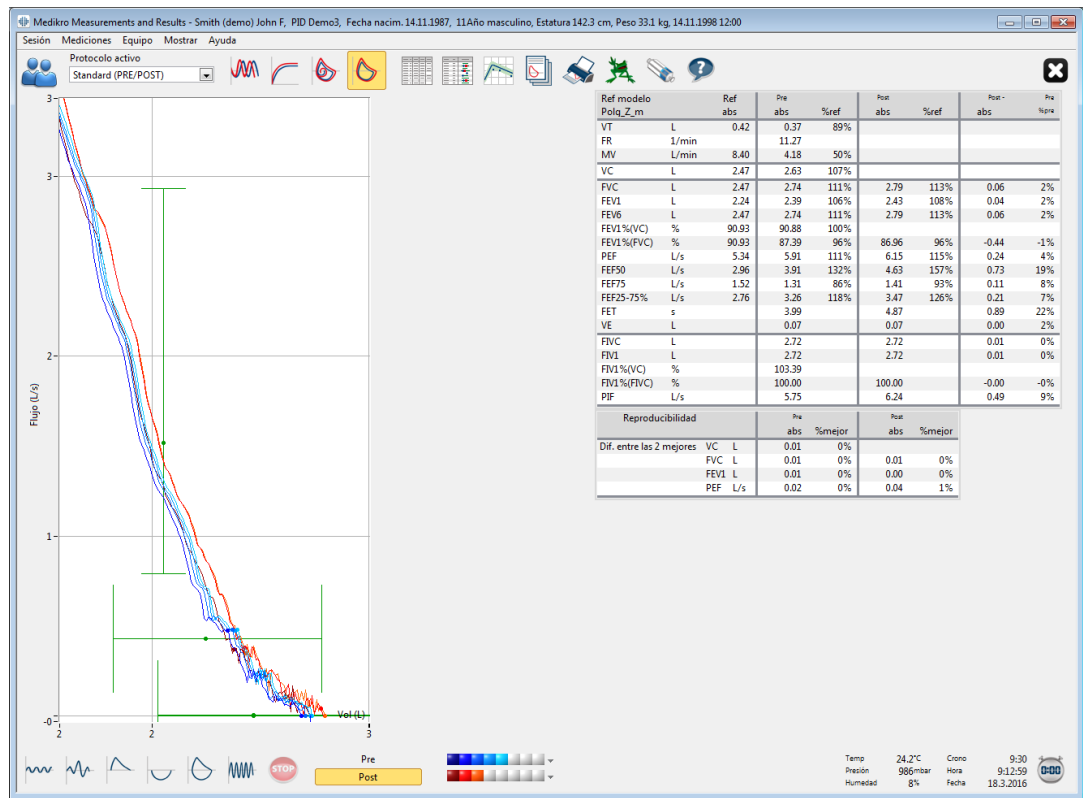 Medikro Measurements and Results - Smith (demo) John F, PID Demo3, Fecha nacim. 14.11.1987, 11Año masculino, Estatura 142.3 cm, Peso 33.1 kg, 14.11.1998 12:00
Sesión Mediciones Equipo Mostrar Ayuda
Protocolo activo
Standard (PRE/POST)
Ref modelo Ref Pre Post Post - Pre
Polg_Z_m abs abs %ref abs %ref abs %pre
VT L 0.42 0.37 89%
FR 1/min 11.27
MV L/min 8.40 4.18 50%
VC L 2.47 2.63 107%
FVC L 2.47 2.74 111% 2.79 113% 0.06 2%
FEV1 L 2.24 2.39 106% 2.43 108% 0.04 2%
FEV6 L 2.47 2.74 111% 2.79 113% 0.06 2%
FEV1%(VC) % 90.93 90.88 100%
FEV1%(FVC) % 90.93 87.39 96% 86.96 96% -0.44 -1%
PEF L/s 5.34 5.91 111% 6.15 115% 0.24 4%
FEF50 L/s 2.96 3.91 132% 4.63 157% 0.73 19%
FEF75 L/s 1.52 1.31 86% 1.41 93% 0.11 8%
FEF25-75% L/s 2.76 3.26 118% 3.47 126% 0.21 7%
FET s 3.99 4.87 0.89 22%
VE L 0.07 0.07 0.00 2%
FIVC L 2.72 2.72 0.01 0%
FIV1 L 2.72 2.72 0.01 0%
FIV1%(VC) % 103.39
FIV1%(FIVC) % 100.00 100.00 -0.00 -0%
PIF L/s 5.75 6.24 0.49 9%
Reproducibilidad Pre Post
abs %mejor abs %mejor
Dif. entre las 2 mejores VC L 0.01 0%
FVC L 0.01 0% 0.01 0%
FEV1 L 0.01 0% 0.00 0%
PEF L/s 0.02 0% 0.04 1%
3
3
2
1
-0
Flujo (L/s)
Vol (L)
2 2 3
STOP
Pre
Post
Temp 24.2°C Crono 9:30
Presión 986mbar Hora 9:12:59
Humedad 8% Fecha 18.3.2016
0:00